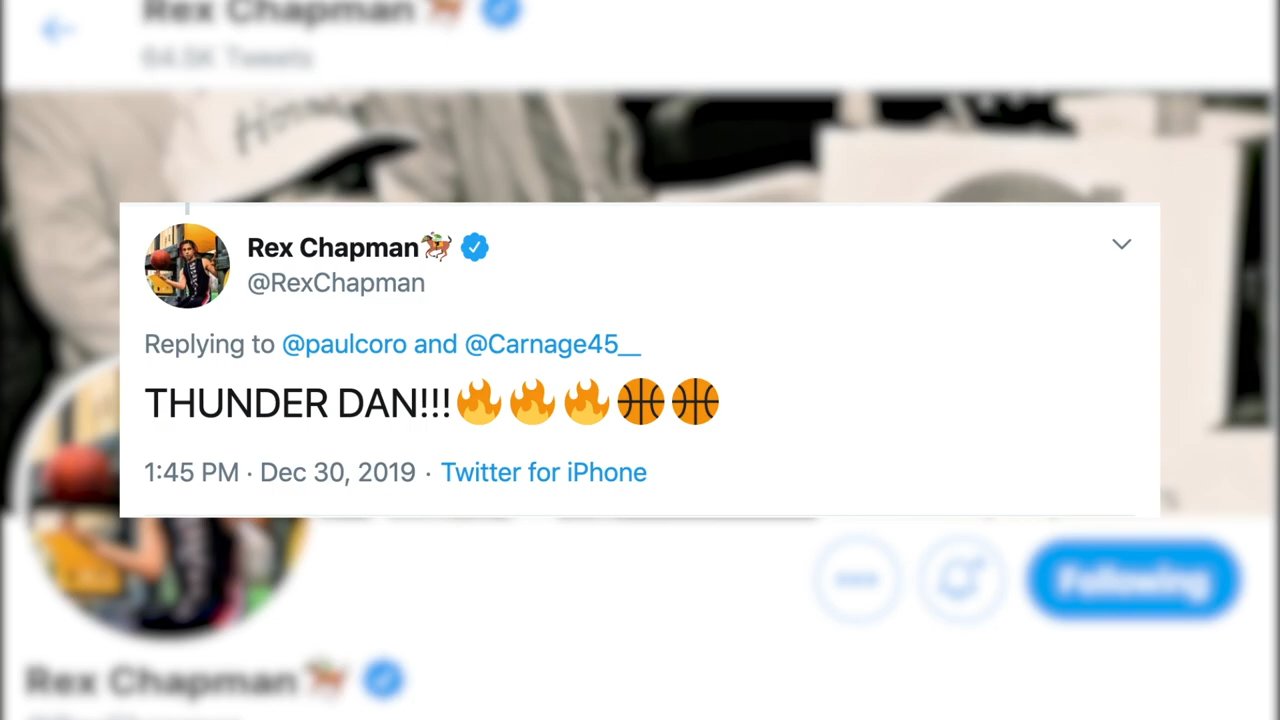 Rex Chapman🏇
64.5K Tweets
Rex Chapman🏇
@RexChapman
Replying to @paulcoro and @Carnage45__
THUNDER DAN!!!🔥🔥🔥🏀🏀
1:45 PM · Dec 30, 2019 · Twitter for iPhone
Following
Rex Chapman🏇